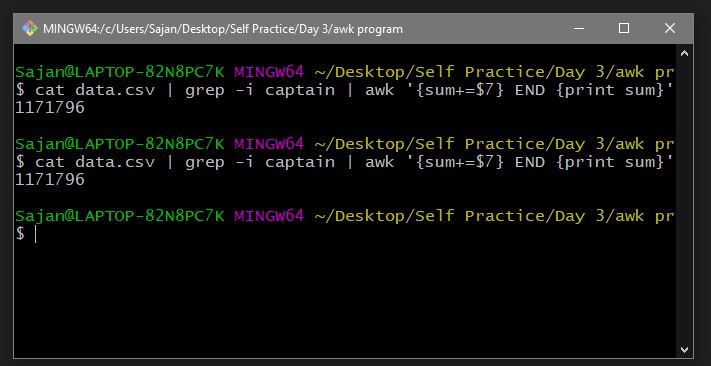 MINGW64:/c/Users/Sajan/Desktop/Self Practice/Day 3/awk program
Sajan@LAPTOP-82N8PC7K MINGW64 ~/Desktop/Self Practice/Day 3/awk pr
$ cat data.csv | grep -i captain | awk '{sum+=$7} END {print sum}'
1171796
Sajan@LAPTOP-82N8PC7K MINGW64 ~/Desktop/Self Practice/Day 3/awk pr
$ cat data.csv | grep -i captain | awk '{sum+=$7} END {print sum}'
1171796
Sajan@LAPTOP-82N8PC7K MINGW64 ~/Desktop/Self Practice/Day 3/awk pr
$